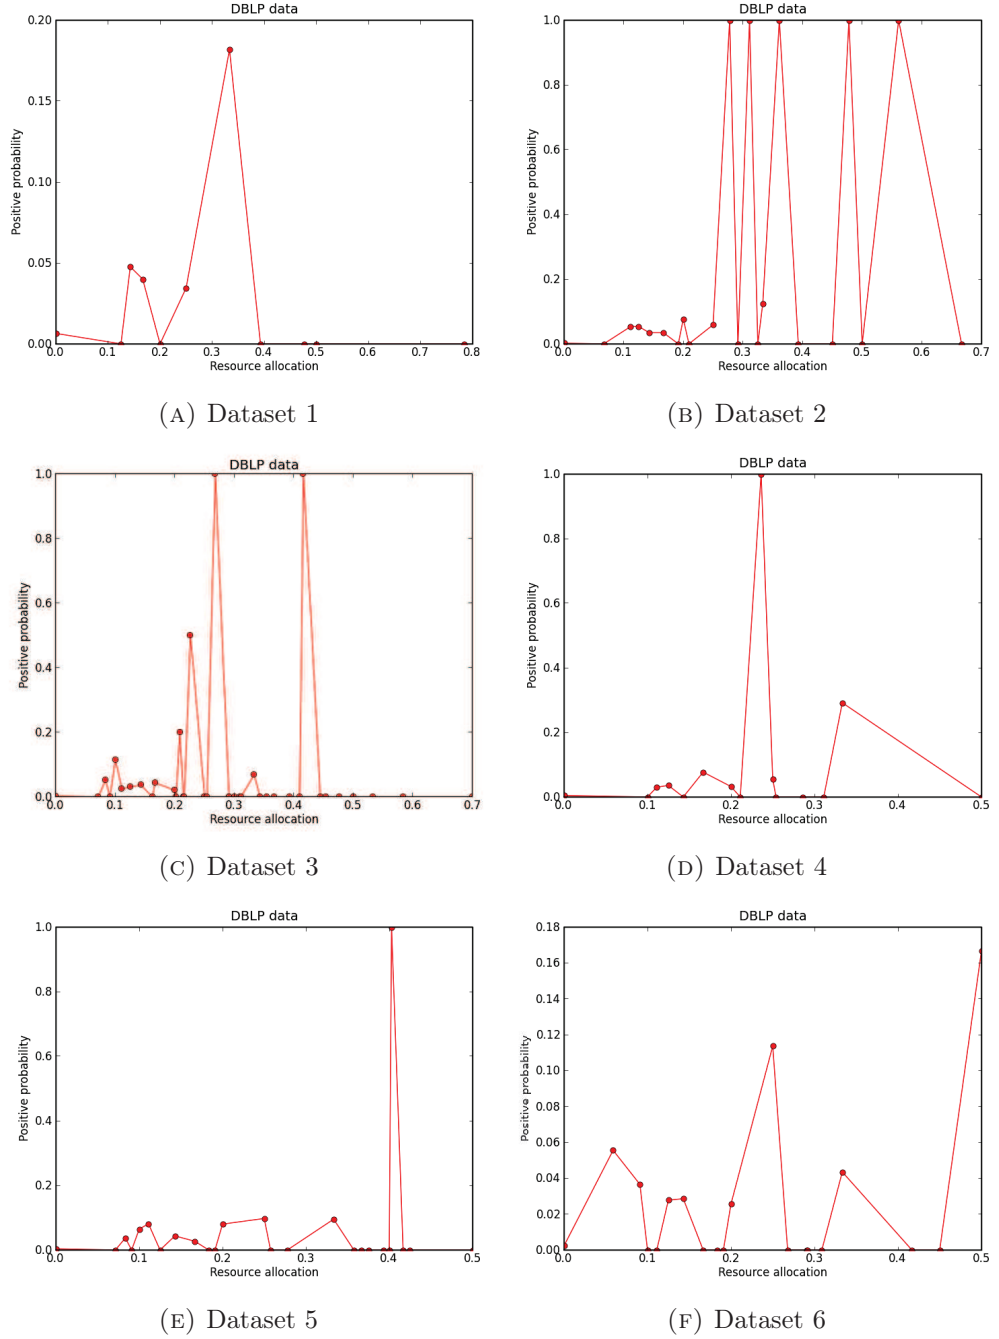 DBLP data
Positive probability
0.20
0.15
0.10
0.05
0.00
0.0 0.1 0.2 0.3 0.4 0.5 0.6 0.7 0.8
Resource allocation
(A) Dataset 1
DBLP data
Positive probability
1.0
0.8
0.6
0.4
0.2
0.0
0.0 0.1 0.2 0.3 0.4 0.5 0.6 0.7
Resource allocation
(B) Dataset 2
DBLP data
Positive probability
1.0
0.8
0.6
0.4
0.2
0.0
0.0 0.1 0.2 0.3 0.4 0.5 0.6 0.7
Resource allocation
(C) Dataset 3
DBLP data
Positive probability
1.0
0.8
0.6
0.4
0.2
0.0
0.0 0.1 0.2 0.3 0.4 0.5
Resource allocation
(D) Dataset 4
DBLP data
Positive probability
1.0
0.8
0.6
0.4
0.2
0.0
0.0 0.1 0.2 0.3 0.4 0.5
Resource allocation
(E) Dataset 5
DBLP data
Positive probability
0.18
0.16
0.14
0.12
0.10
0.08
0.06
0.04
0.02
0.00
0.0 0.1 0.2 0.3 0.4 0.5
Resource allocation
(F) Dataset 6